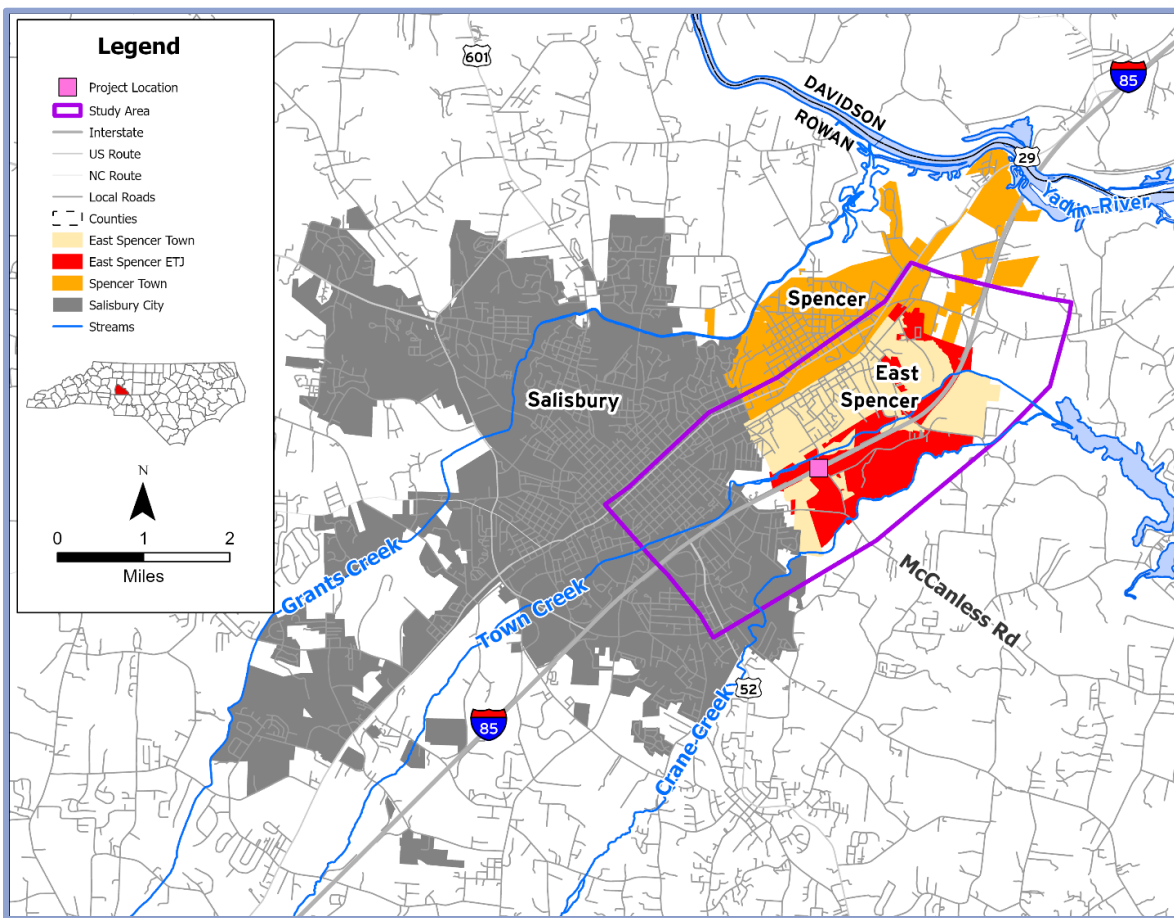 Legend
Project Location
Study Area
Interstate
US Route
NC Route
Local Roads
Counties
East Spencer Town
East Spencer ETJ
Spencer Town
Salisbury City
Streams
N
0 1 2
Miles
601
85
DAVIDSON
ROWAN
29
Yadkin River
Spencer
East
Spencer
Salisbury
McCanless Rd
Grants Creek
Town Creek
52
85
Crane Creek